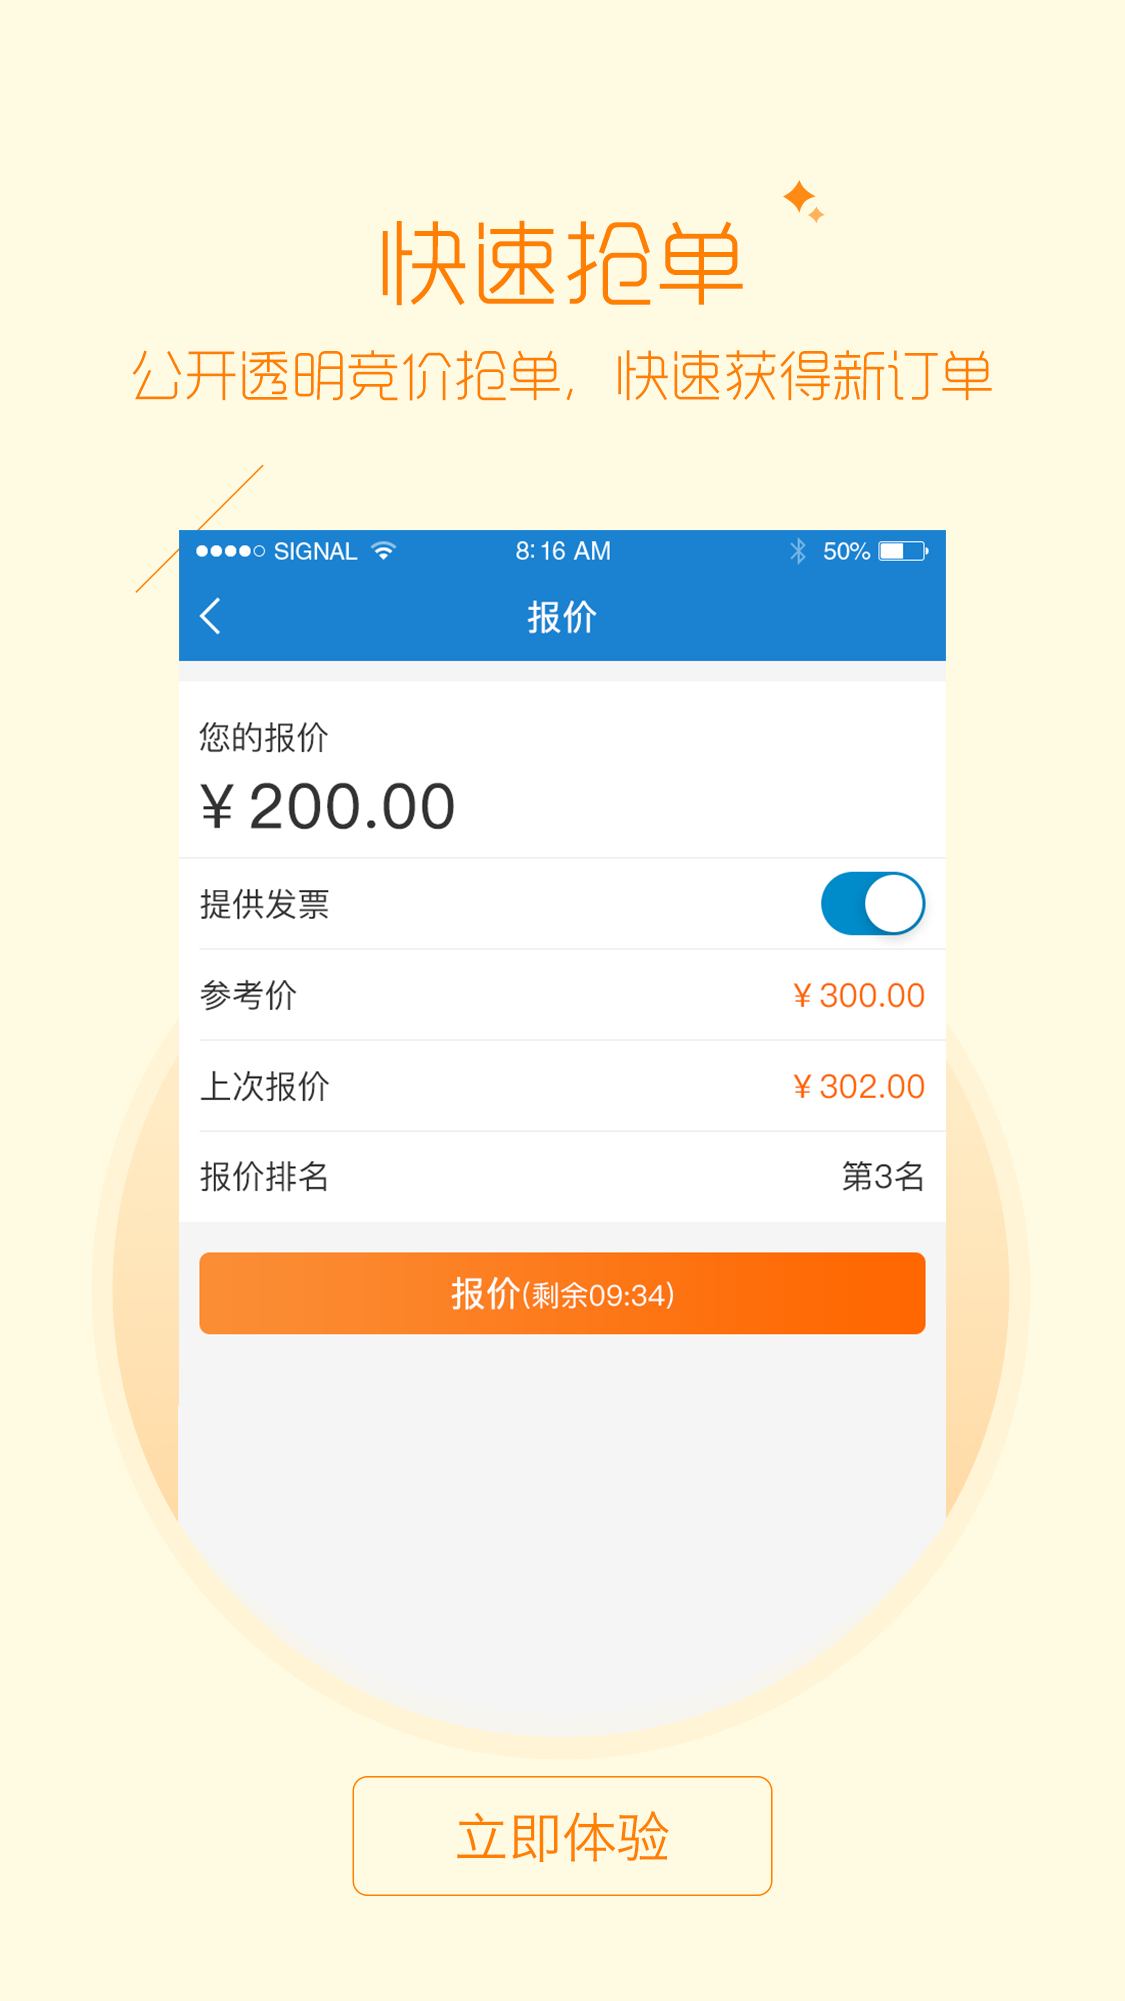 快速抢单
公开透明竞价抢单，快速获得新订单
SIGNAL 8:16 AM 50%
报价
您的报价
¥ 200.00
提供发票
参考价 ¥ 300.00
上次报价 ¥ 302.00
报价排名 第3名
报价(剩余09:34)
立即体验